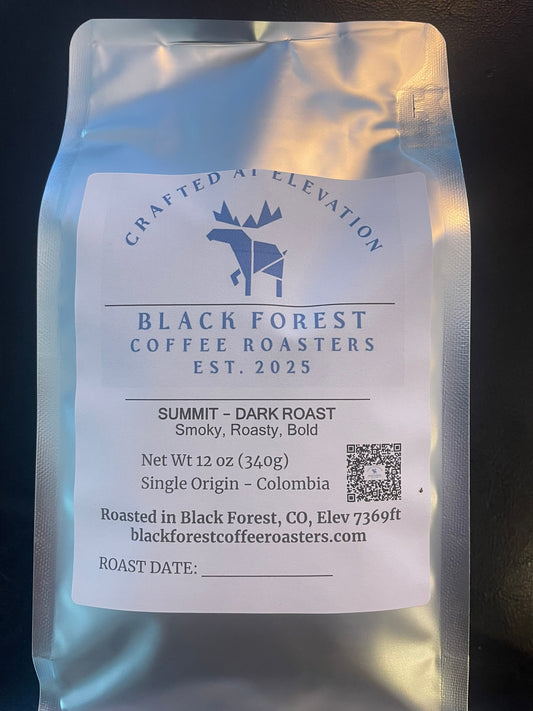 CRAFTED AT ELEVATION
BLACK FOREST
COFFEE ROASTERS
EST. 2025
SUMMIT – DARK ROAST
Smoky, Roasty, Bold
Net Wt 12 oz (340g)
Single Origin - Colombia
Roasted in Black Forest, CO, Elev 7369ft
blackforestcoffeeroasters.com
ROAST DATE: _______________